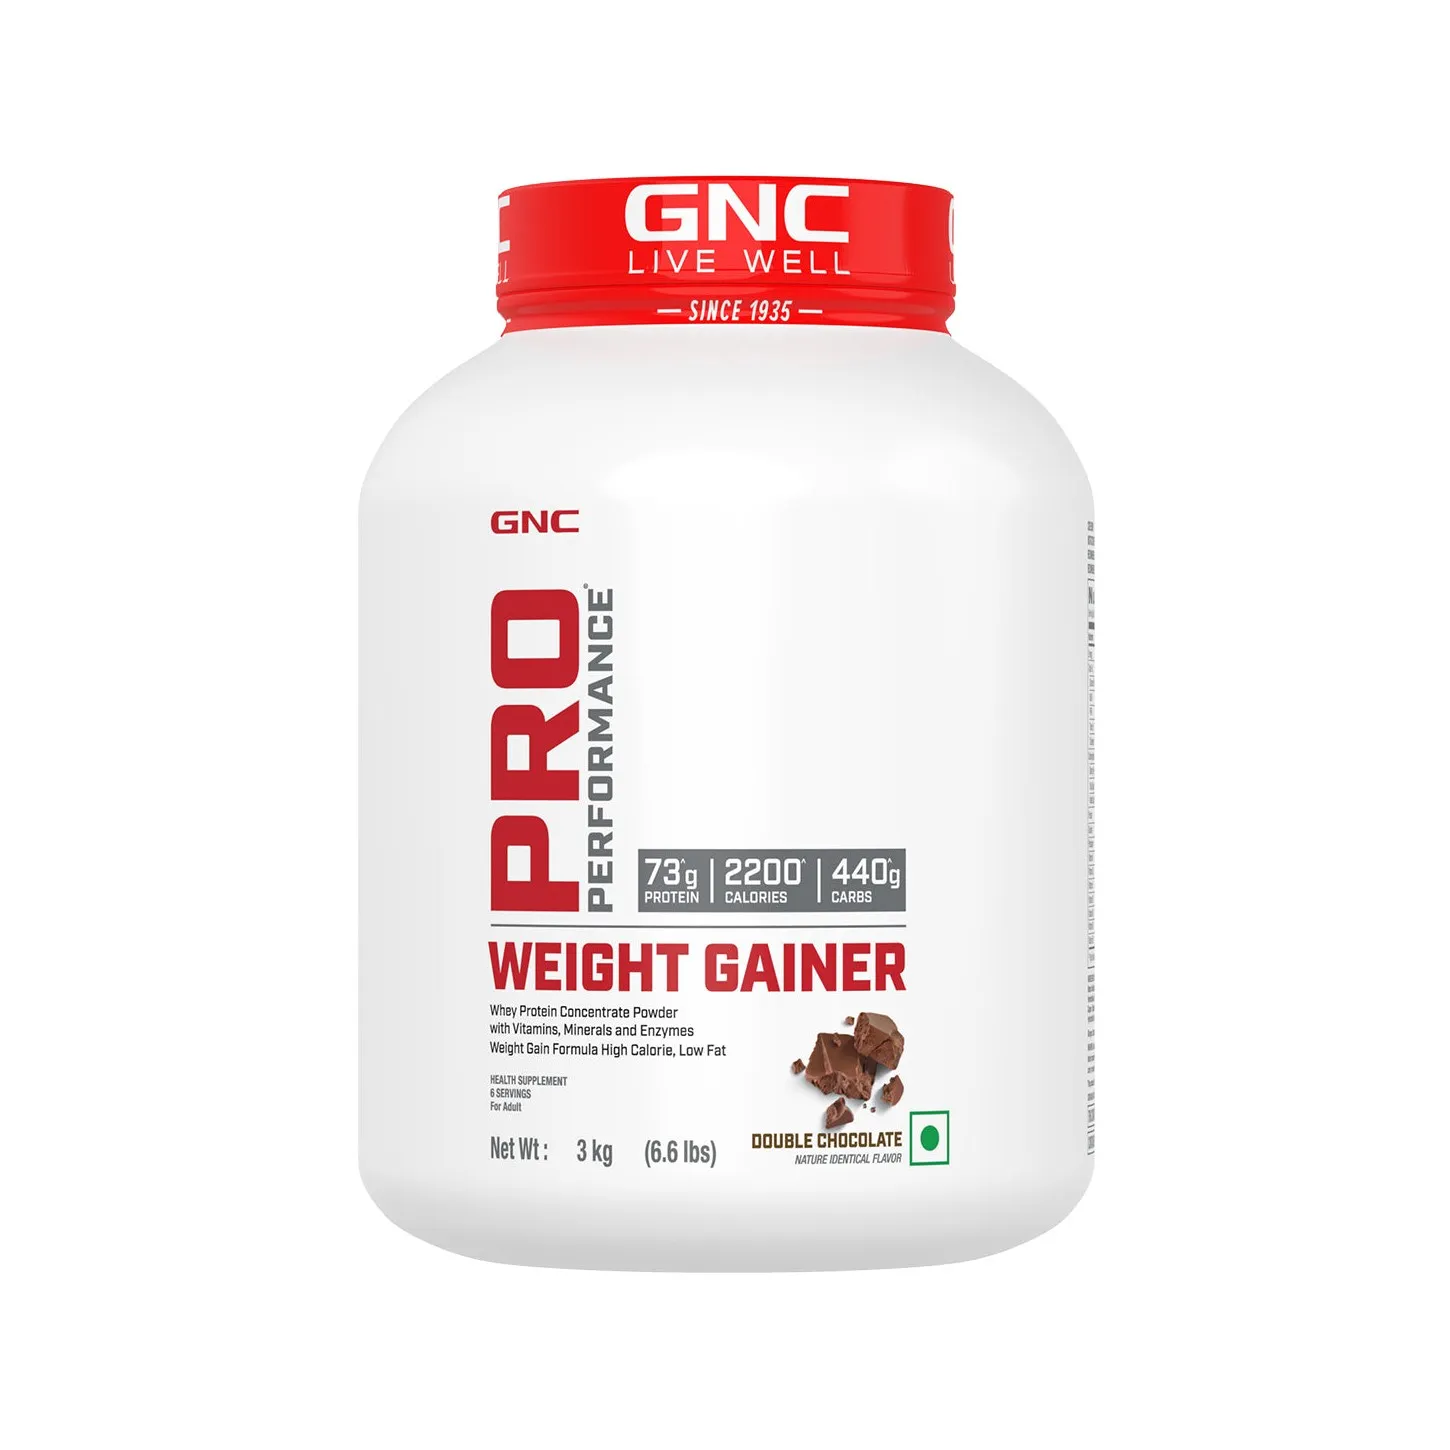 GNC
LIVE WELL
— SINCE 1935 —
GNC
PRO
PERFORMANCE®
73^g | 2200^ | 440^g
PROTEIN CALORIES CARBS
WEIGHT GAINER
Whey Protein Concentrate Powder
with Vitamins, Minerals and Enzymes
Weight Gain Formula High Calorie, Low Fat
HEALTH SUPPLEMENT
6 SERVINGS
For Adult
Net Wt : 3 kg (6.6 lbs)
DOUBLE CHOCOLATE
NATURE IDENTICAL FLAVOR